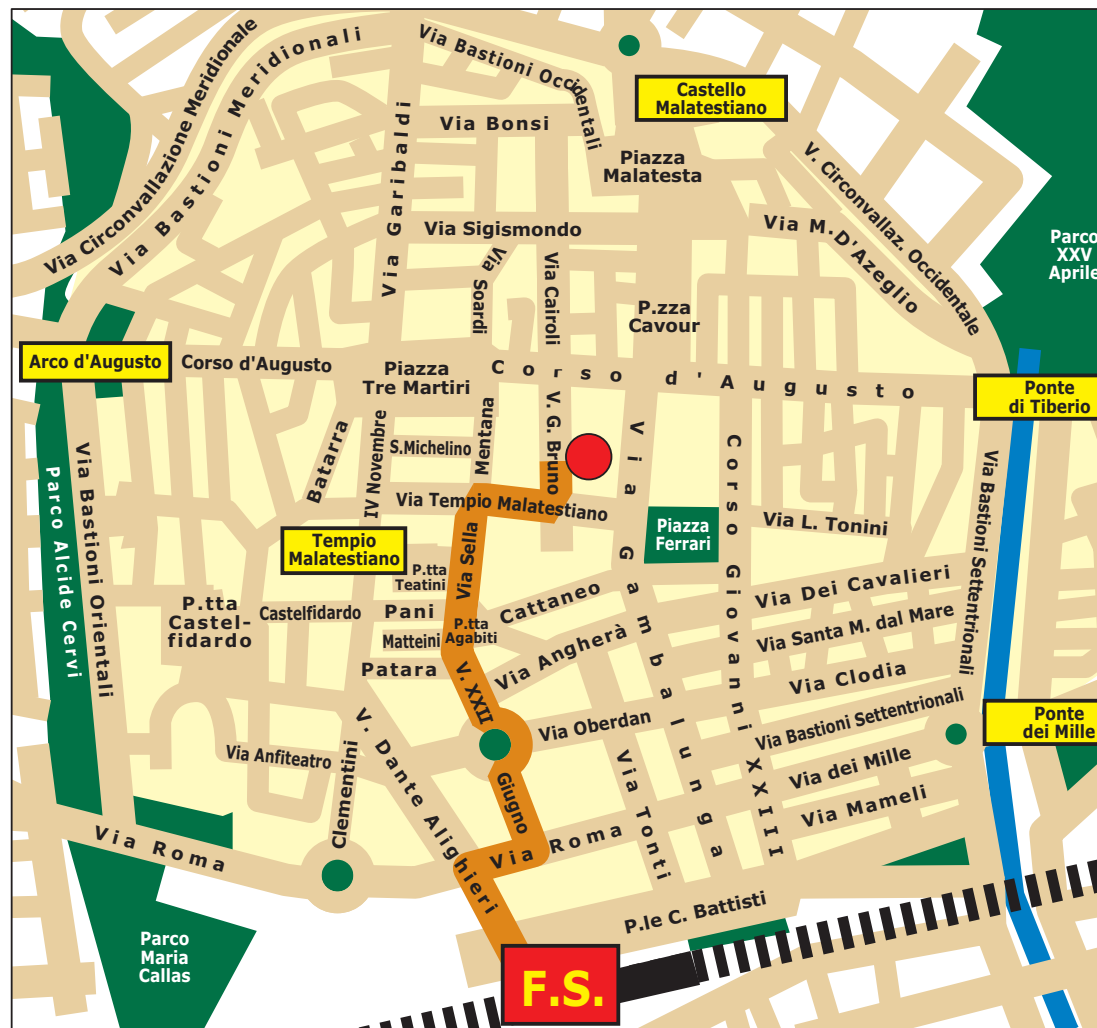 Via Circonvallazione Meridionale
Via Bastioni Meridionali
Via Bastioni Occidentali
Castello
Malatestiano
Via Bonsi
Piazza
Malatesta
V. Circonvallaz. Occidentale
Via Garibaldi
Via Sigismondo
Via M. D'Azeglio
Parco
XXV
Aprile
Via Soardi
Via Cairoli
P.zza
Cavour
Arco d'Augusto
Corso d'Augusto
Piazza
Tre Martiri
Corso d'Augusto
Ponte
di Tiberio
Batarra
IV Novembre
S.Michelino
Mentana
V. G. Bruno
Via Gambalunga
Corso Giovanni XXIII
Via Bastioni Settentrionali
Via Bastioni Orientali
Parco Alcide Cervi
Via Tempio Malatestiano
Piazza
Ferrari
Via L. Tonini
Tempio
Malatestiano
Via Sella
P.tta
Teatini
Via Dei Cavalieri
P.tta
Castel-
fidardo
Castelfidardo
Pani
Cattaneo
Matteini
P.tta
Agabiti
Via Angherà
Via Santa M. dal Mare
Patara
V. XXII
Giugno
Via Clodia
Via Oberdan
Via Bastioni Settentrionali
Ponte
dei Mille
Via Anfiteatro
Clementini
V. Dante Alighieri
Via Tonti
Via dei Mille
Via Mameli
Via Roma
Via Roma
P.le C. Battisti
Parco
Maria
Callas
F.S.